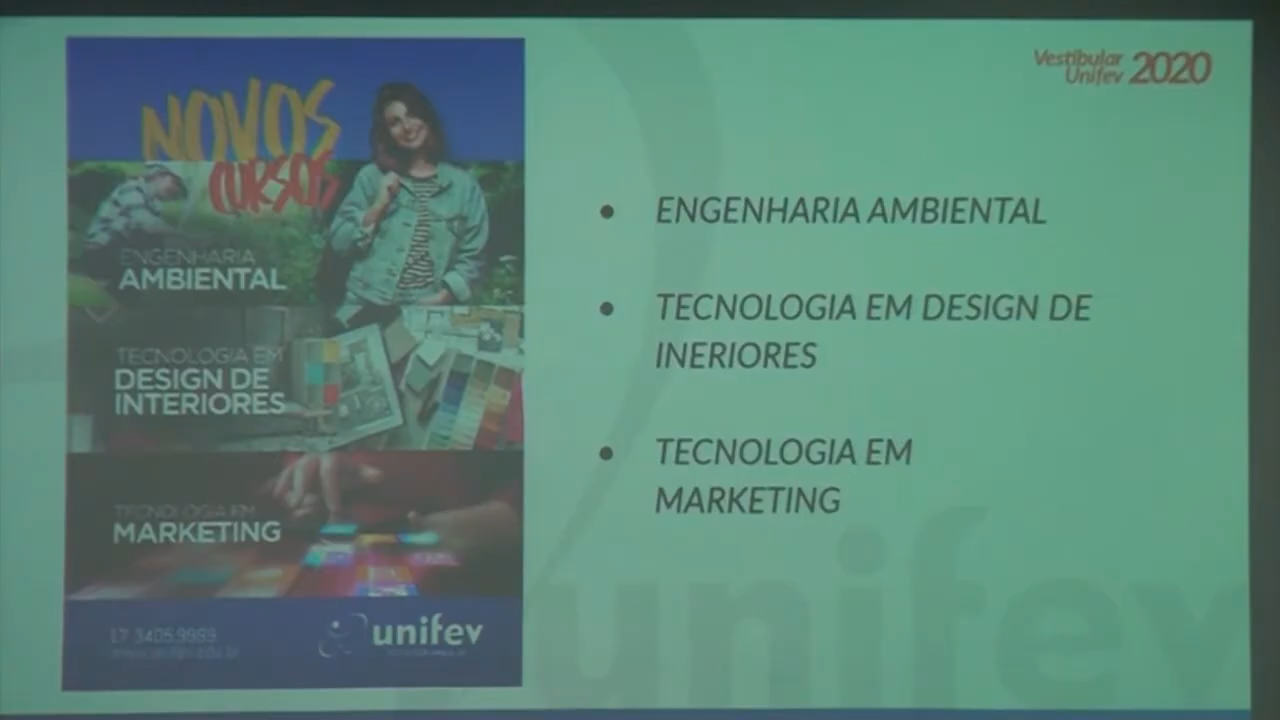 NOVOS
CURSOS
ENGENHARIA
AMBIENTAL
TECNOLOGIA EM
DESIGN DE
INTERIORES
TECNOLOGIA EM
MARKETING
17 3405.9999
unifev
Vestibular
Unifev 2020
• ENGENHARIA AMBIENTAL
• TECNOLOGIA EM DESIGN DE
INERIORES
• TECNOLOGIA EM
MARKETING
unifev